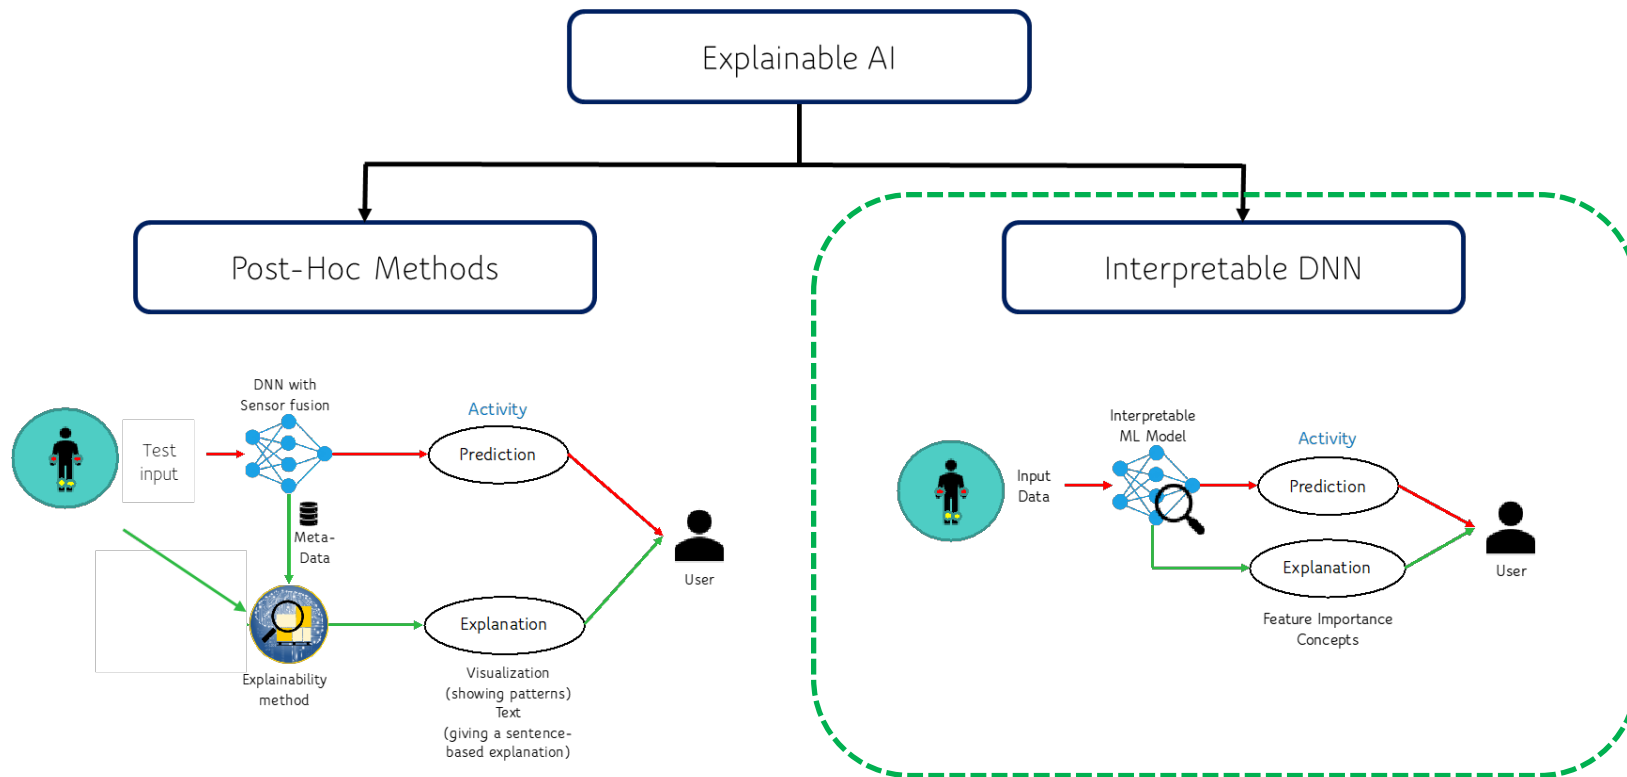 Explainable AI
Post-Hoc Methods
Interpretable DNN
DNN with
Sensor fusion
Activity
Test
input
Prediction
Meta-
Data
User
Explanation
Explainability
method
Visualization
(showing patterns)
Text
(giving a sentence-
based explanation)
Interpretable
ML Model
Activity
Input
Data
Prediction
Explanation
User
Feature Importance
Concepts